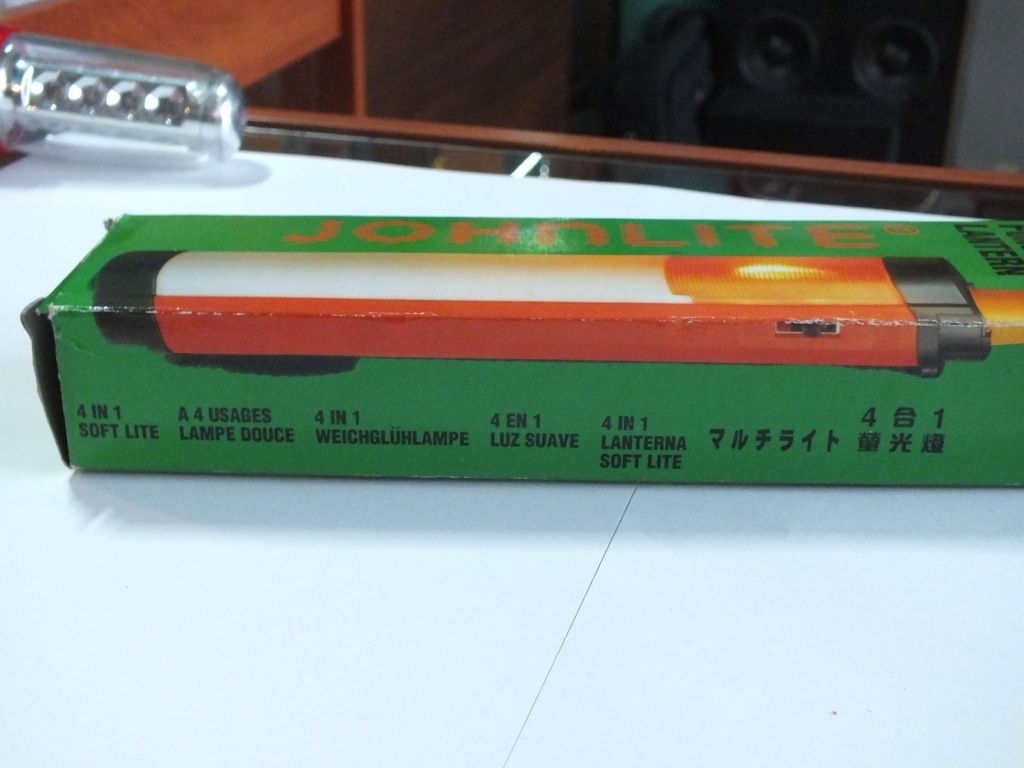 JOHNLITE®
LANTERN
4 IN 1
SOFT LITE
A 4 USAGES
LAMPE DOUCE
4 IN 1
WEICHGLÜHLAMPE
4 EN 1
LUZ SUAVE
4 IN 1
LANTERNA
SOFT LITE
マルチライト
4 合 1
螢光燈